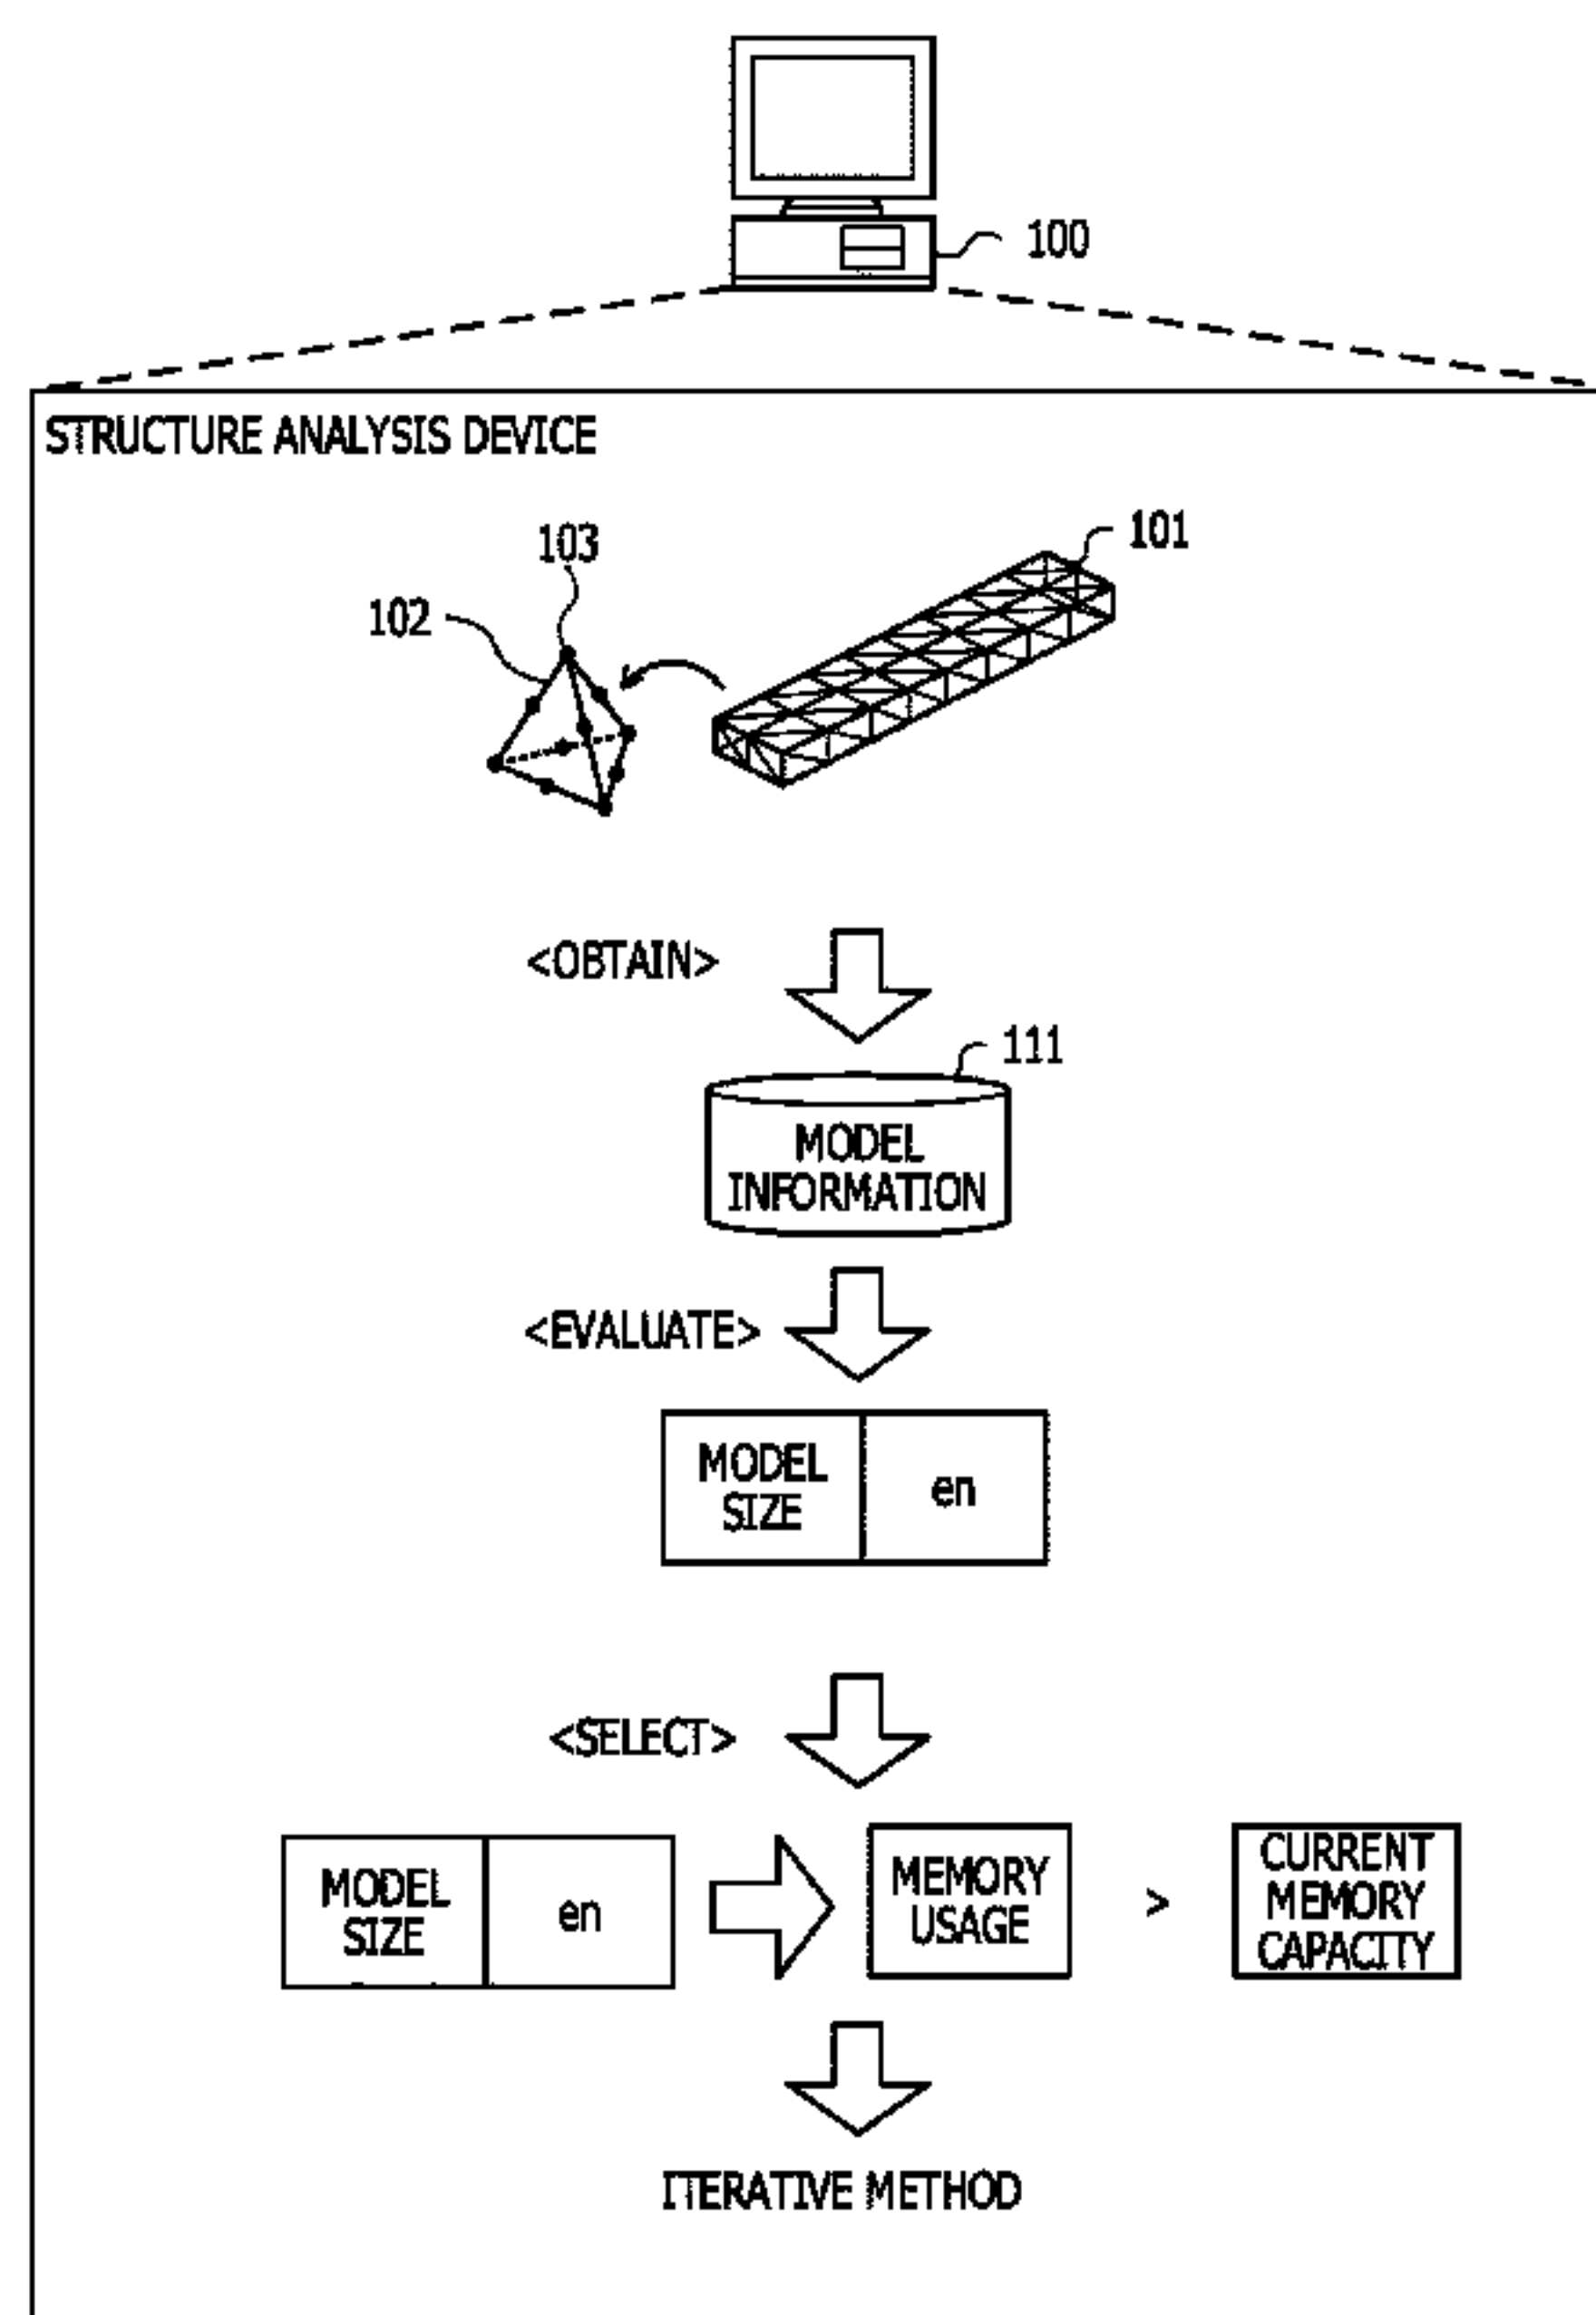 100
STRUCTURE ANALYSIS DEVICE
103
101
102
<OBTAIN>
111
MODEL
INFORMATION
<EVALUATE>
MODEL
SIZE
en
<SELECT>
MODEL
SIZE
en
MEMORY
USAGE
>
CURRENT
MEMORY
CAPACITY
ITERATIVE METHOD